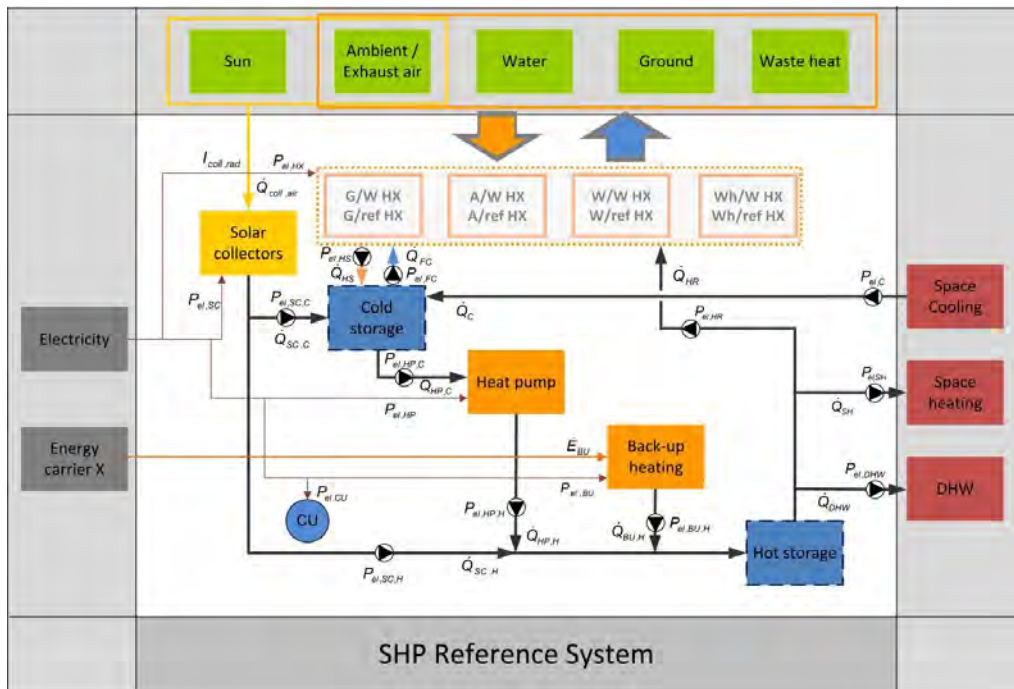 Sun
Ambient /
Exhaust air
Water
Ground
Waste heat
I coll,rad
P el,HX
Q̇ coll,air
G/W HX
G/ref HX
A/W HX
A/ref HX
W/W HX
W/ref HX
Wh/W HX
Wh/ref HX
Solar
collectors
P el,HS
Q̇ HS
Q̇ FC
P el,FC
Q̇ HR
P el,C
Space
Cooling
P el,SC
P el,SC,C
Q̇ SC,C
Cold
storage
Q̇ C
P el,HR
Electricity
P el,HP,C
Q̇ HP,C
Heat pump
P el,HP
P el,SH
Q̇ SH
Space
heating
Energy
carrier X
Ė BU
Back-up
heating
P el,BU
P el,DHW
Q̇ DHW
DHW
P el,CU
CU
P el,HP,H
Q̇ HP,H
P el,BU,H
Q̇ BU,H
Hot storage
P el,SC,H
Q̇ SC,H
SHP Reference System